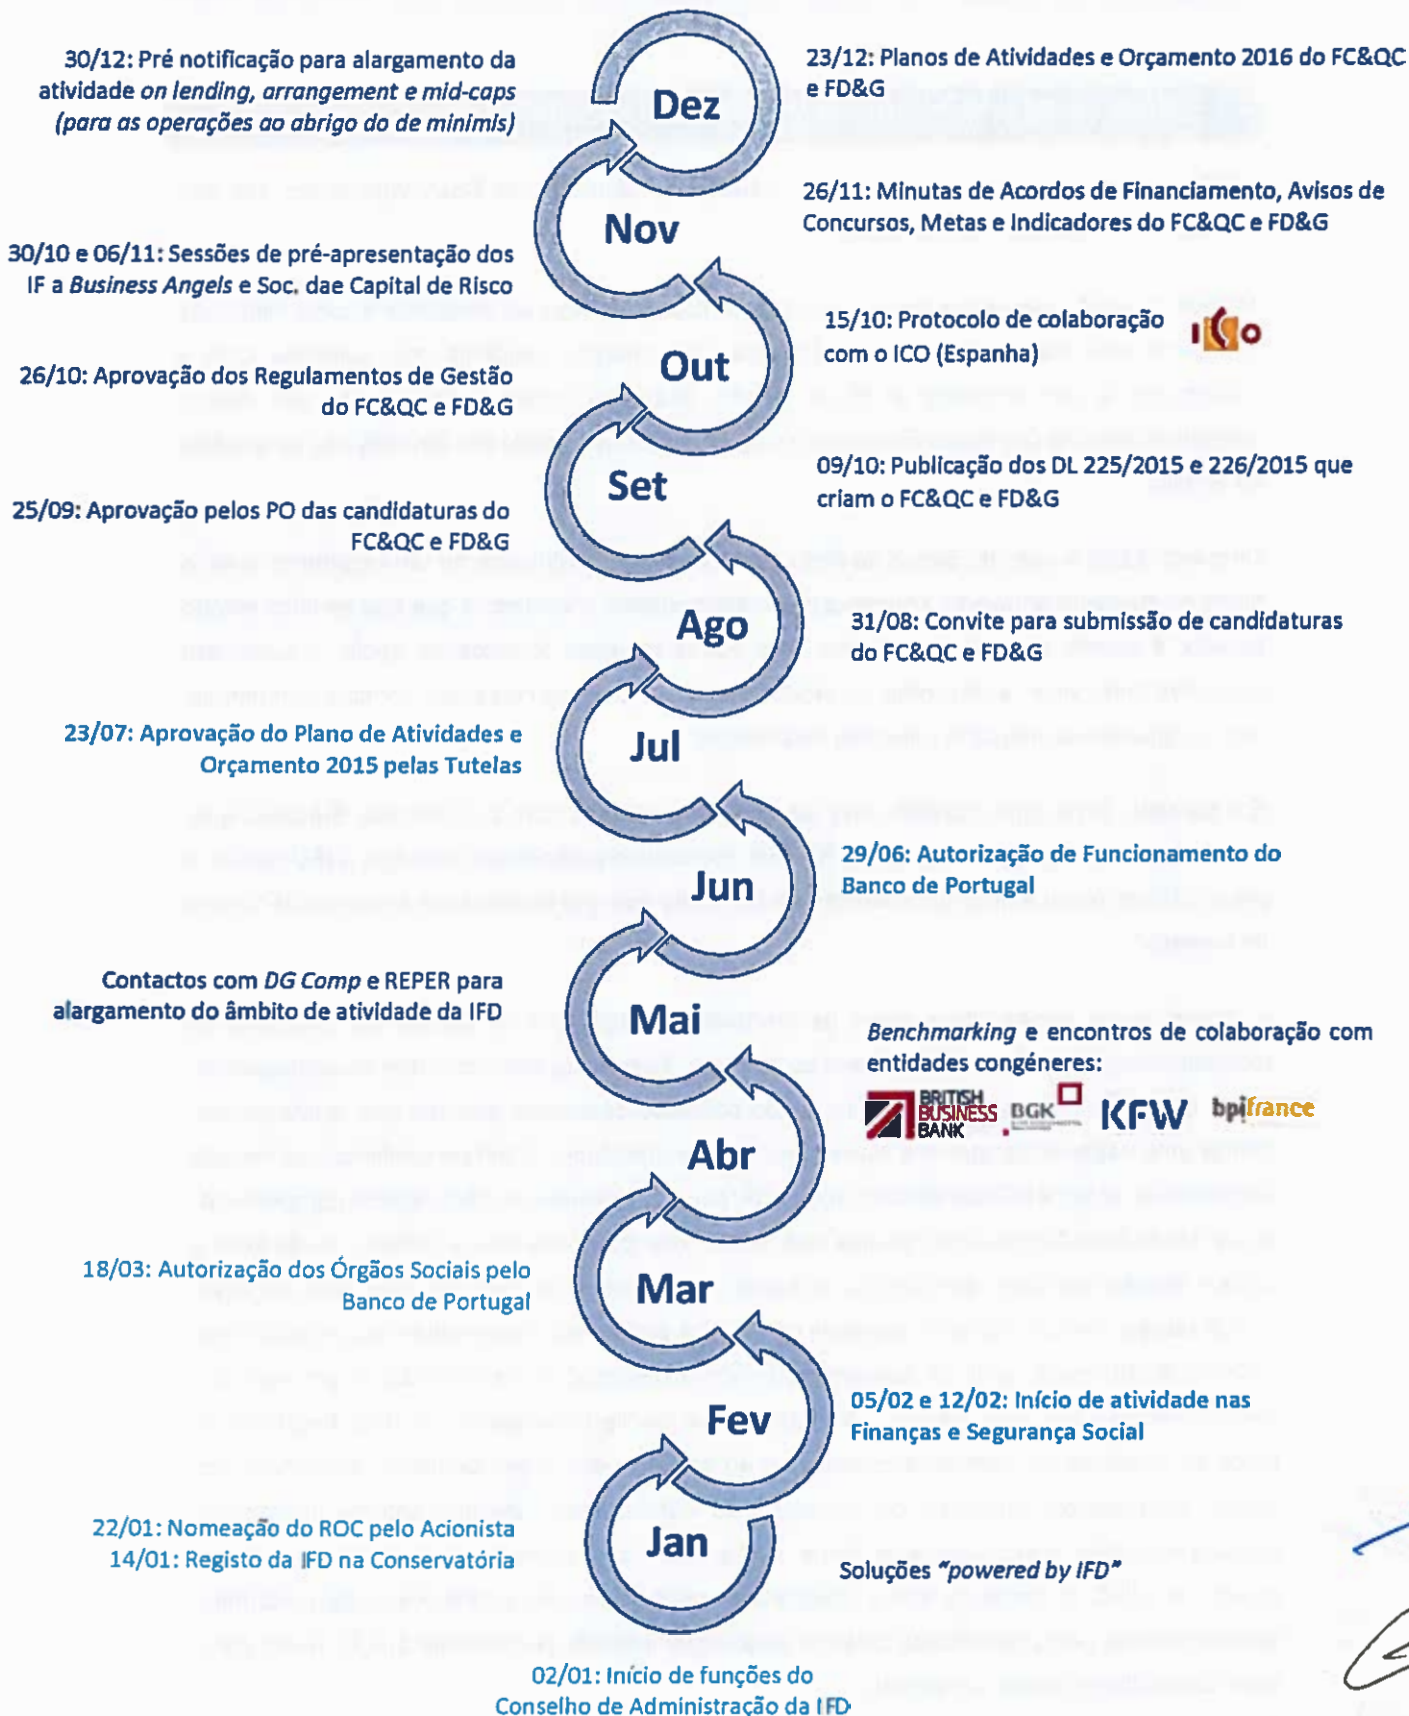 30/12: Pré notificação para alargamento da
atividade on lending, arrangement e mid-caps
(para as operações ao abrigo do de minimis)
Dez
23/12: Planos de Atividades e Orçamento 2016 do FC&QC
e FD&G
Nov
26/11: Minutas de Acordos de Financiamento, Avisos de
Concursos, Metas e Indicadores do FC&QC e FD&G
30/10 e 06/11: Sessões de pré-apresentação dos
IF a Business Angels e Soc. dae Capital de Risco
Out
15/10: Protocolo de colaboração
com o ICO (Espanha)
ICO
26/10: Aprovação dos Regulamentos de Gestão
do FC&QC e FD&G
Set
09/10: Publicação dos DL 225/2015 e 226/2015 que
criam o FC&QC e FD&G
25/09: Aprovação pelos PO das candidaturas do
FC&QC e FD&G
Ago
31/08: Convite para submissão de candidaturas
do FC&QC e FD&G
23/07: Aprovação do Plano de Atividades e
Orçamento 2015 pelas Tutelas
Jul
29/06: Autorização de Funcionamento do
Banco de Portugal
Jun
Contactos com DG Comp e REPER para
alargamento do âmbito de atividade da IFD
Mai
Benchmarking e encontros de colaboração com
entidades congéneres:
BRITISH
BUSINESS
BANK
BGK
KFW
bpifrance
Abr
18/03: Autorização dos Órgãos Sociais pelo
Banco de Portugal
Mar
05/02 e 12/02: Início de atividade nas
Finanças e Segurança Social
Fev
22/01: Nomeação do ROC pelo Acionista
14/01: Registo da IFD na Conservatória
Jan
Soluções "powered by IFD"
02/01: Início de funções do
Conselho de Administração da IFD